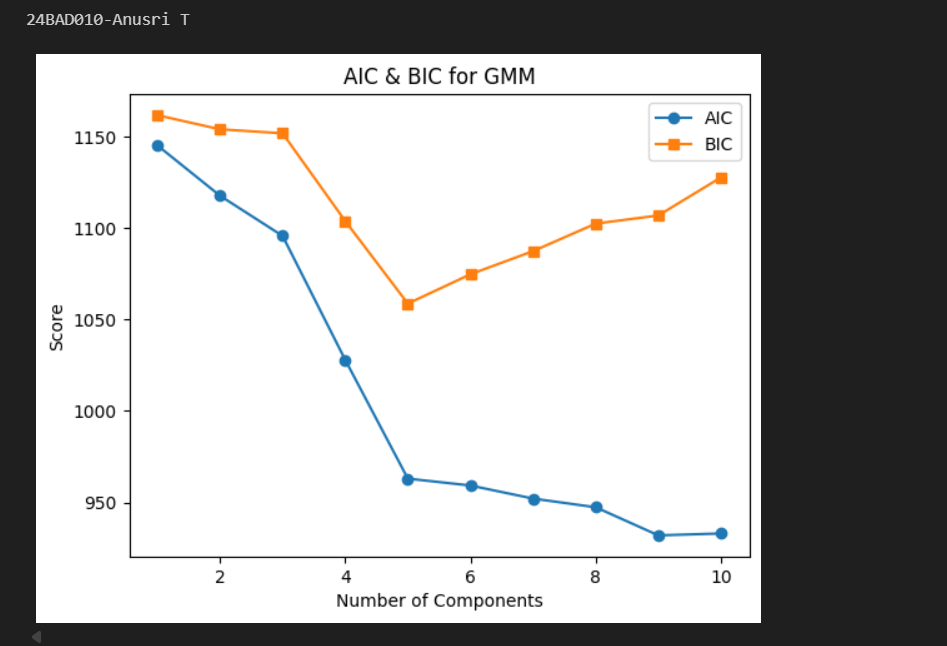 24BAD010-Anusri T
AIC & BIC for GMM
AIC
BIC
Score
1150
1100
1050
1000
950
2 4 6 8 10
Number of Components